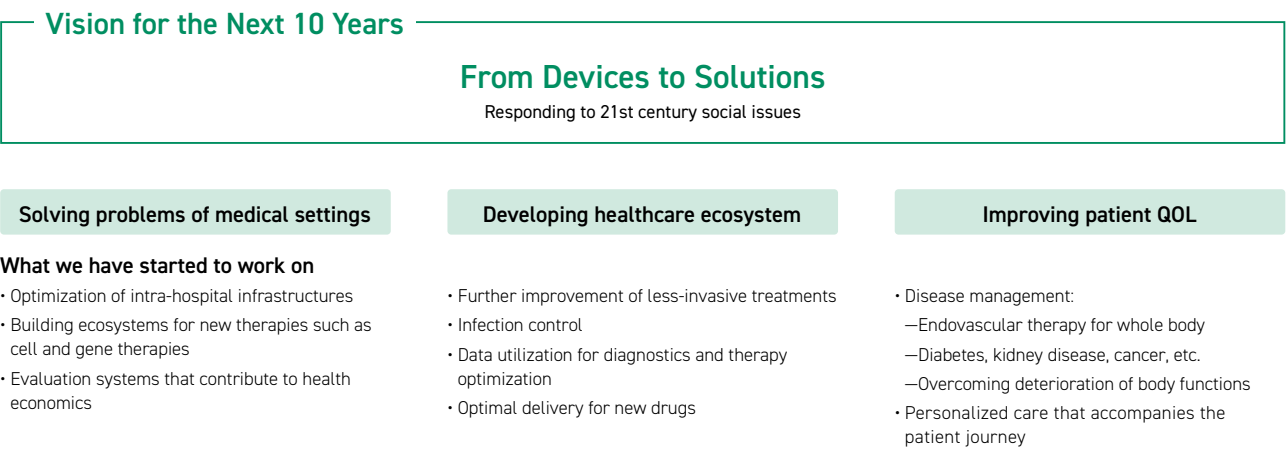 Vision for the Next 10 Years
From Devices to Solutions
Responding to 21st century social issues
Solving problems of medical settings
What we have started to work on
・Optimization of intra-hospital infrastructures
・Building ecosystems for new therapies such as
cell and gene therapies
・Evaluation systems that contribute to health
economics
Developing healthcare ecosystem
・Further improvement of less-invasive treatments
・Infection control
・Data utilization for diagnostics and therapy
optimization
・Optimal delivery for new drugs
Improving patient QOL
・Disease management:
—Endovascular therapy for whole body
—Diabetes, kidney disease, cancer, etc.
—Overcoming deterioration of body functions
・Personalized care that accompanies the
patient journey